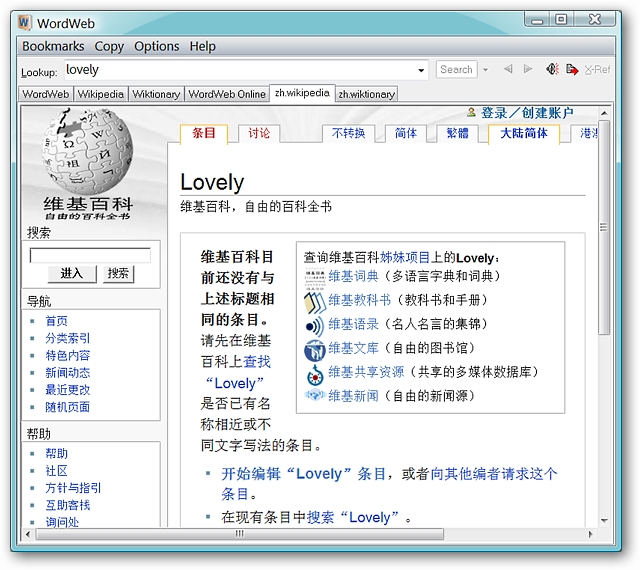 WordWeb
Bookmarks Copy Options Help
Lookup: lovely Search X-Ref
WordWeb Wikipedia Wiktionary WordWeb Online zh.wikipedia zh.wiktionary
登录／创建账户
条目 讨论 不转换 简体 繁體 大陆简体 港澳
维基百科
自由的百科全书
搜索
进入 搜索
导航
首页
分类索引
特色内容
新闻动态
最近更改
随机页面
帮助
帮助
社区
方针与指引
互助客栈
询问处
Lovely
维基百科，自由的百科全书
维基百科目
前还没有与
上述标题相
同的条目。
请先在维基
百科上查找
“Lovely”
是否已有名
称相近或不
同文字写法的条目。
查询维基百科姊妹项目上的Lovely：
维基词典（多语言字典和词典）
维基教科书（教科书和手册）
维基语录（名人名言的集锦）
维基文库（自由的图书馆）
维基共享资源（共享的多媒体数据库）
维基新闻（自由的新闻源）
开始编辑“Lovely”条目，或者向其他编者请求这个
条目。
在现有条目中搜索“Lovely”。